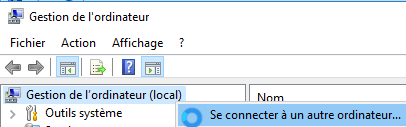 Gestion de l'ordinateur
Fichier Action Affichage ?
Gestion de l'ordinateur (local)
Nom
Se connecter à un autre ordinateur...
Outils système